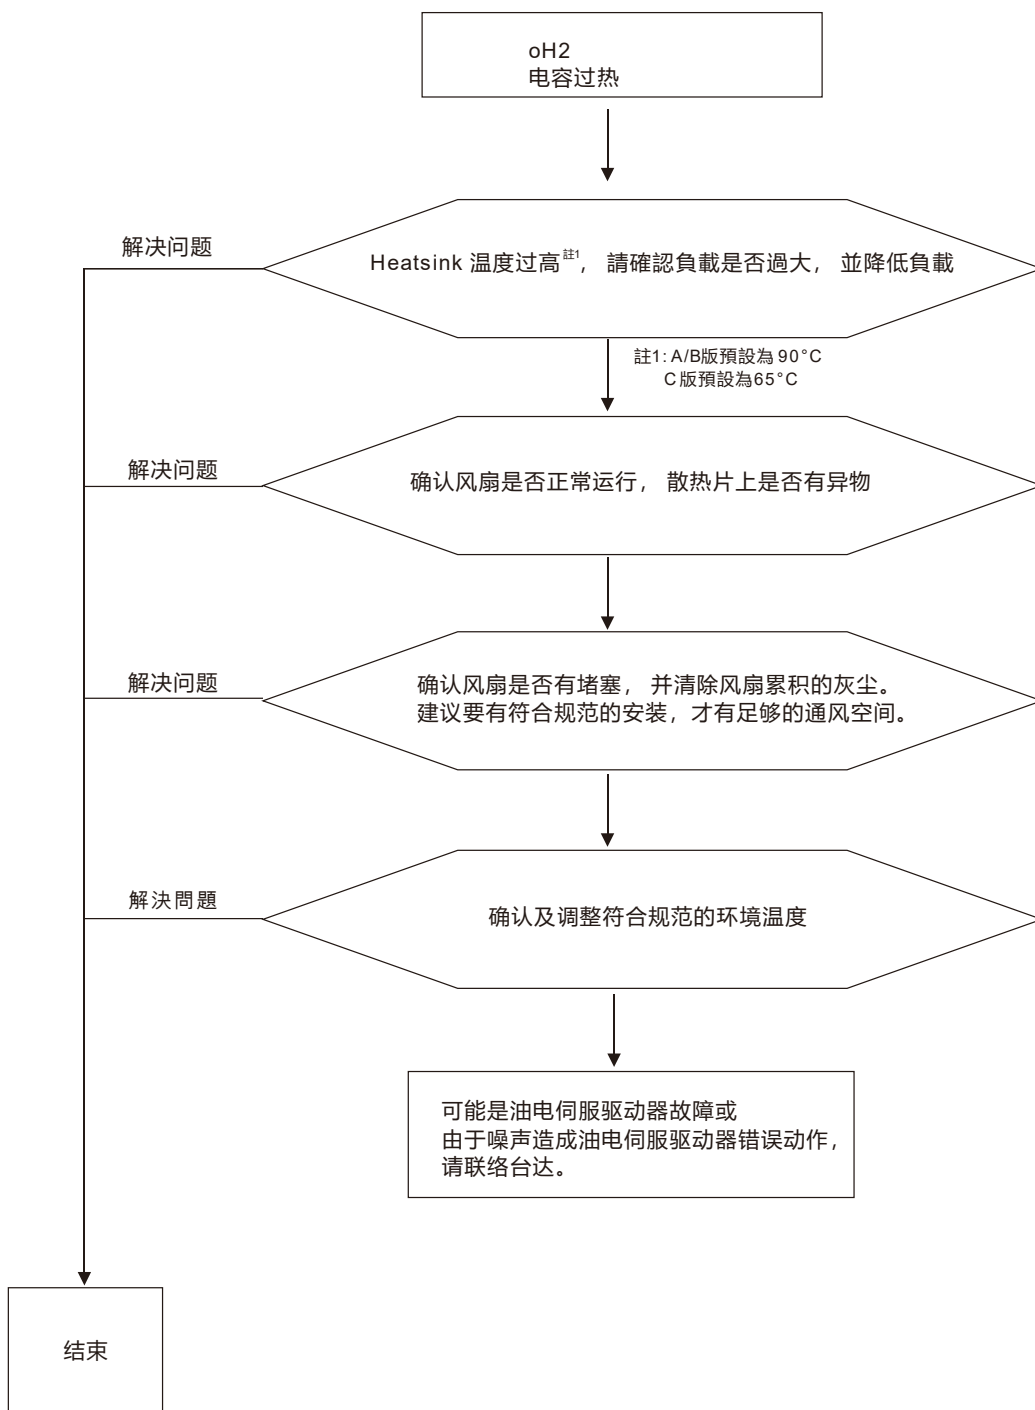 oH2
电容过热
解决问题
Heatsink 温度过高註1， 請確認負載是否過大， 並降低負載
註1: A/B版預設為 90°C
C 版預設為65°C
解决问题
确认风扇是否正常运行， 散热片上是否有异物
解决问题
确认风扇是否有堵塞， 并清除风扇累积的灰尘。
建议要有符合规范的安装，才有足够的通风空间。
解決問題
确认及调整符合规范的环境温度
可能是油电伺服驱动器故障或
由于噪声造成油电伺服驱动器错误动作，
请联络台达。
结束